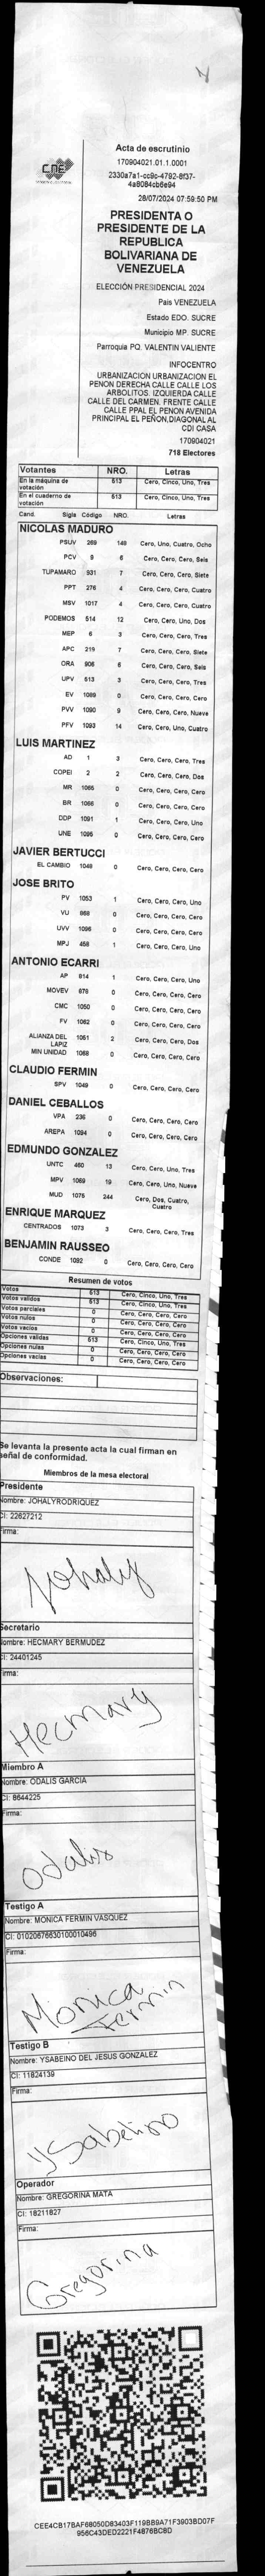 Acta de escrutinio
170904021.01.1.0001
2330a7a1-cc9c-4792-8f37-
4a8084cb6e94
28/07/2024 07:59:50 PM
CNE
PRESIDENTA O
PRESIDENTE DE LA
REPUBLICA
BOLIVARIANA DE
VENEZUELA
ELECCIÓN PRESIDENCIAL 2024
País VENEZUELA
Estado EDO. SUCRE
Municipio MP. SUCRE
Parroquia PQ. VALENTIN VALIENTE
INFOCENTRO
URBANIZACION URBANIZACION EL
PENON DERECHA CALLE CALLE LOS
ARBOLITOS. IZQUIERDA CALLE
CALLE DEL CARMEN. FRENTE CALLE
CALLE PPAL EL PENON AVENIDA
PRINCIPAL EL PEÑON,DIAGONAL AL
CDI CASA
170904021
718 Electores
Votantes NRO. Letras
En la máquina de votación 513 Cero, Cinco, Uno, Tres
En el cuaderno de votación 513 Cero, Cinco, Uno, Tres
Cand. Sigla Código NRO. Letras
NICOLAS MADURO
PSUV 269 148 Cero, Uno, Cuatro, Ocho
PCV 9 6 Cero, Cero, Cero, Seis
TUPAMARO 931 7 Cero, Cero, Cero, Siete
PPT 276 4 Cero, Cero, Cero, Cuatro
MSV 1017 4 Cero, Cero, Cero, Cuatro
PODEMOS 514 12 Cero, Cero, Uno, Dos
MEP 6 3 Cero, Cero, Cero, Tres
APC 219 7 Cero, Cero, Cero, Siete
ORA 906 6 Cero, Cero, Cero, Seis
UPV 513 3 Cero, Cero, Cero, Tres
EV 1089 0 Cero, Cero, Cero, Cero
PVV 1090 9 Cero, Cero, Cero, Nueve
PFV 1093 14 Cero, Cero, Uno, Cuatro
LUIS MARTINEZ
AD 1 3 Cero, Cero, Cero, Tres
COPEI 2 2 Cero, Cero, Cero, Dos
MR 1065 0 Cero, Cero, Cero, Cero
BR 1086 0 Cero, Cero, Cero, Cero
DDP 1091 1 Cero, Cero, Cero, Uno
UNE 1096 0 Cero, Cero, Cero, Cero
JAVIER BERTUCCI
EL CAMBIO 1048 0 Cero, Cero, Cero, Cero
JOSE BRITO
PV 1053 1 Cero, Cero, Cero, Uno
VU 868 0 Cero, Cero, Cero, Cero
UVV 1098 0 Cero, Cero, Cero, Cero
MPJ 458 1 Cero, Cero, Cero, Uno
ANTONIO ECARRI
AP 814 1 Cero, Cero, Cero, Uno
MOVEV 878 0 Cero, Cero, Cero, Cero
CMC 1050 0 Cero, Cero, Cero, Cero
FV 1062 0 Cero, Cero, Cero, Cero
ALIANZA DEL LAPIZ 1051 2 Cero, Cero, Cero, Dos
MIN UNIDAD 1068 0 Cero, Cero, Cero, Cero
CLAUDIO FERMIN
SPV 1049 0 Cero, Cero, Cero, Cero
DANIEL CEBALLOS
VPA 236 0 Cero, Cero, Cero, Cero
AREPA 1094 0 Cero, Cero, Cero, Cero
EDMUNDO GONZALEZ
UNTC 460 13 Cero, Cero, Uno, Tres
MPV 1069 19 Cero, Cero, Uno, Nueve
MUD 1075 244 Cero, Dos, Cuatro, Cuatro
ENRIQUE MARQUEZ
CENTRADOS 1073 3 Cero, Cero, Cero, Tres
BENJAMIN RAUSSEO
CONDE 1092 0 Cero, Cero, Cero, Cero
Resumen de votos
Votos 513 Cero, Cinco, Uno, Tres
Votos validos 513 Cero, Cinco, Uno, Tres
Votos parciales 0 Cero, Cero, Cero, Cero
Votos nulos 0 Cero, Cero, Cero, Cero
Votos vacios 0 Cero, Cero, Cero, Cero
Opciones validas 513 Cero, Cinco, Uno, Tres
Opciones nulas 0 Cero, Cero, Cero, Cero
Opciones vacias 0 Cero, Cero, Cero, Cero
Observaciones:
Se levanta la presente acta la cual firman en
señal de conformidad.
Miembros de la mesa electoral
Presidente
Nombre: JOHALYRODRIQUEZ
CI: 22627212
Firma:
Johaly
Secretario
Nombre: HECMARY BERMUDEZ
CI: 24401245
Firma:
Hecmary
Miembro A
Nombre: ODALIS GARCIA
CI: 8644225
Firma:
Odalis
Testigo A
Nombre: MONICA FERMIN VASQUEZ
CI: 01020676630100010496
Firma:
Monica
Fermin
Testigo B
Nombre: YSABEINO DEL JESUS GONZALEZ
CI: 11824139
Firma:
Ysabelino
Operador
Nombre: GREGORINA MATA
CI: 18211827
Firma:
Gregorina
CEE4CB17BAF68050D83403F119BB9A71F3903BD07F
956C43DED2221F4876BC8D